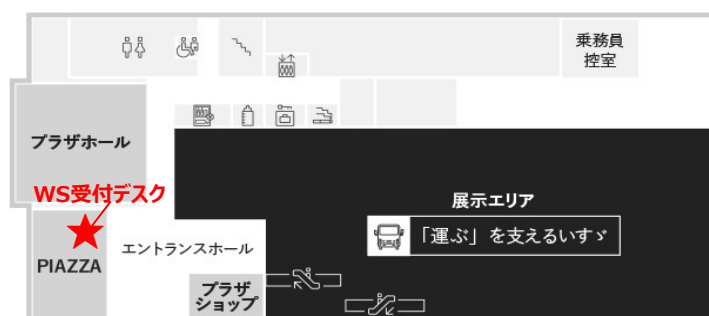 乗務員
控室
プラザホール
WS受付デスク
展示エリア
「運ぶ」を支えるいすゞ
エントランスホール
PIAZZA
プラザ
ショップ